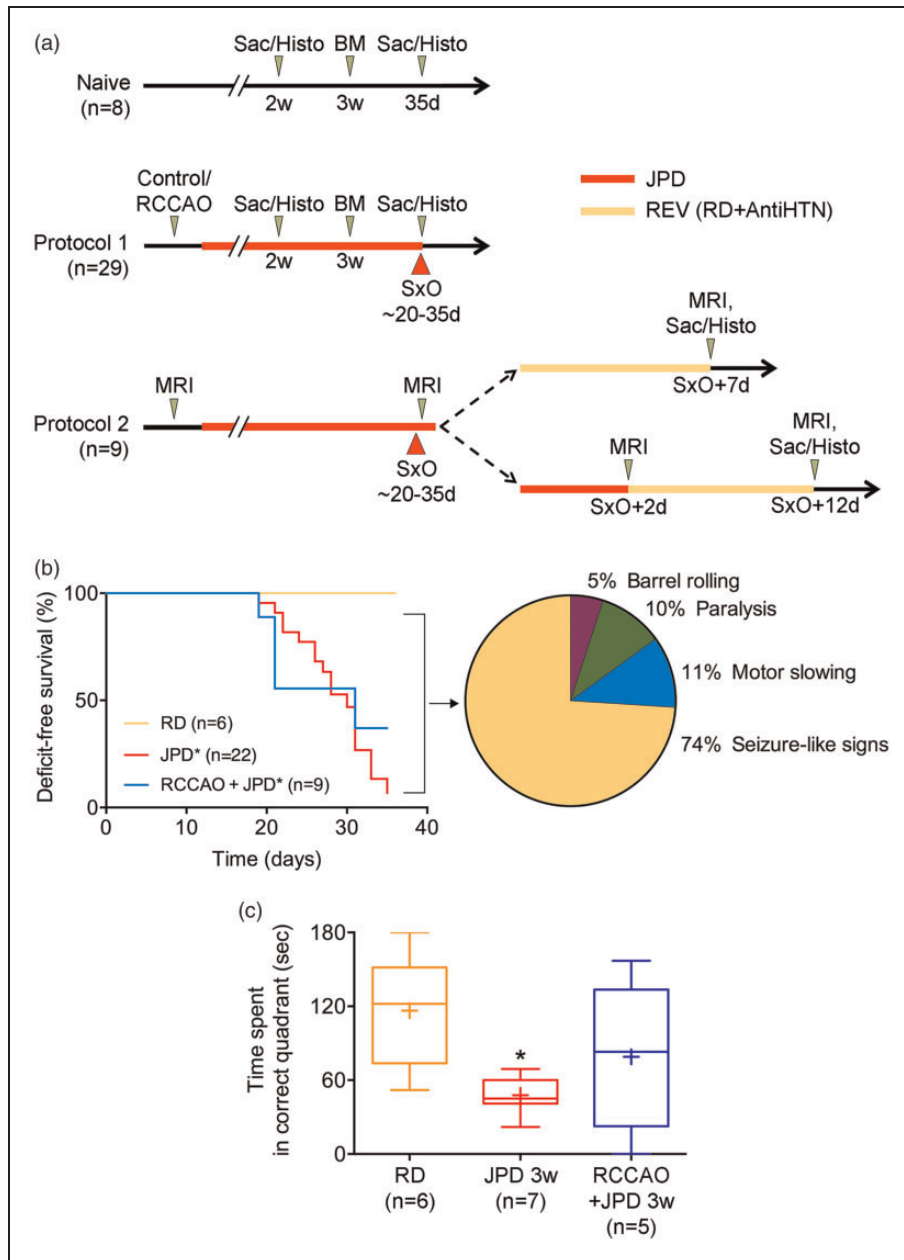 (a)
Sac/Histo BM Sac/Histo
Naive
(n=8)
2w 3w 35d
Control/
RCCAO
Sac/Histo BM Sac/Histo
JPD
REV (RD+AntiHTN)
Protocol 1
(n=29)
2w 3w
SxO
~20-35d
MRI,
Sac/Histo
SxO+7d
MRI MRI
Protocol 2
(n=9)
SxO
~20-35d
MRI
MRI,
Sac/Histo
SxO+2d SxO+12d
(b)
Deficit-free survival (%)
100
50
0
RD (n=6)
JPD* (n=22)
RCCAO + JPD* (n=9)
0 10 20 30 40
Time (days)
5% Barrel rolling
10% Paralysis
11% Motor slowing
74% Seizure-like signs
(c)
Time spent
in correct quadrant (sec)
180
120
60
0
*
RD
(n=6)
JPD 3w
(n=7)
RCCAO
+JPD 3w
(n=5)